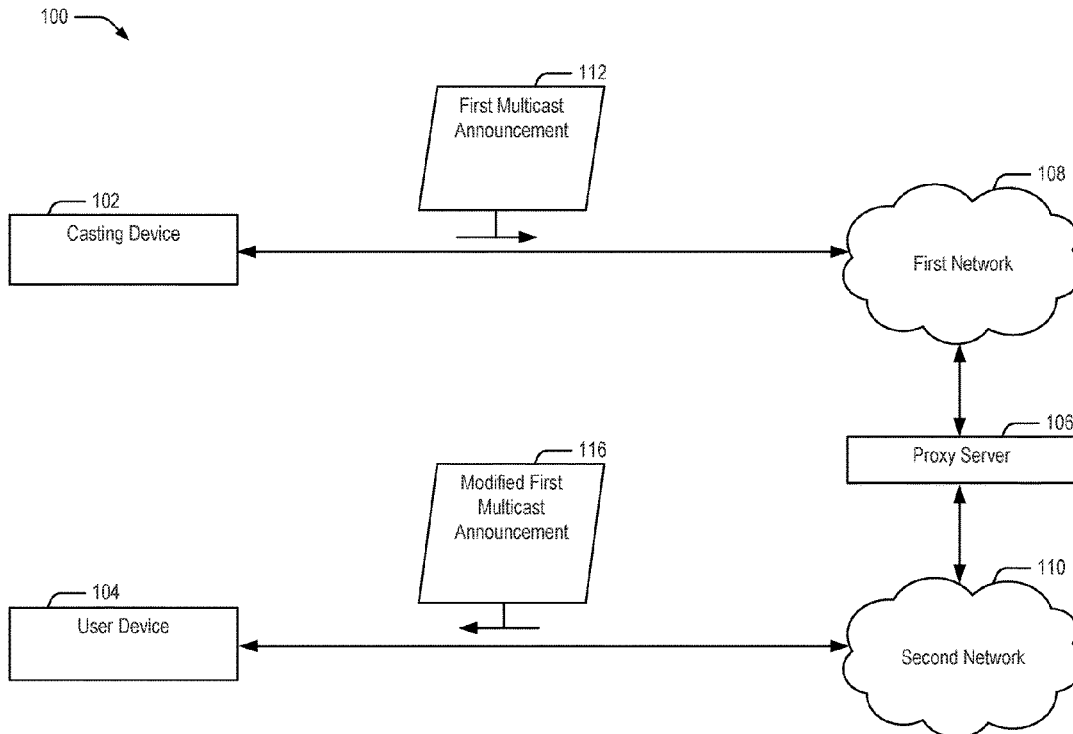 100
112
First Multicast
Announcement
108
102
Casting Device
First Network
106
Proxy Server
116
Modified First
Multicast
Announcement
110
104
User Device
Second Network